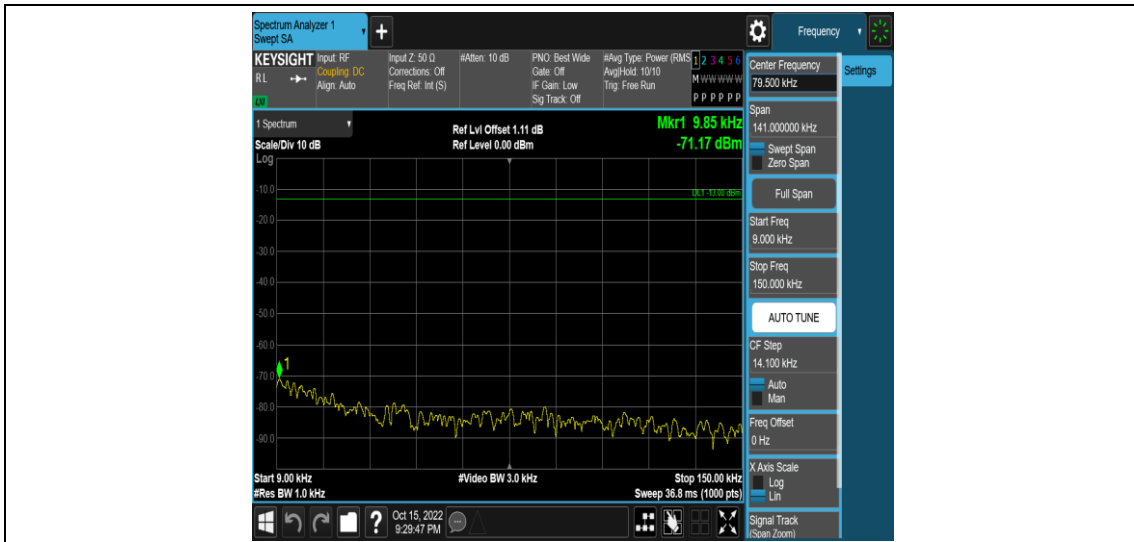 Spectrum Analyzer 1
Swept SA
+
Frequency
KEYSIGHT
RL
LXI
Input: RF
Coupling: DC
Align: Auto
Input Z: 50 Ω
Corrections: Off
Freq Ref: Int (S)
#Atten: 10 dB
PNO: Best Wide
Gate: Off
IF Gain: Low
Sig Track: Off
#Avg Type: Power (RMS
Avg|Hold: 10/10
Trig: Free Run
1 2 3 4 5 6
M W W W W W
P P P P P P
1 Spectrum
Scale/Div 10 dB
Log
Ref Lvl Offset 1.11 dB
Ref Level 0.00 dBm
Mkr1 9.85 kHz
-71.17 dBm
DL1 -13.00 dBm
-10.0
-20.0
-30.0
-40.0
-50.0
-60.0
-70.0
-80.0
-90.0
1
Start 9.00 kHz
#Res BW 1.0 kHz
#Video BW 3.0 kHz
Stop 150.00 kHz
Sweep 36.8 ms (1000 pts)
Center Frequency
79.500 kHz
Settings
Span
141.000000 kHz
Swept Span
Zero Span
Full Span
Start Freq
9.000 kHz
Stop Freq
150.000 kHz
AUTO TUNE
CF Step
14.100 kHz
Auto
Man
Freq Offset
0 Hz
X Axis Scale
Log
Lin
Signal Track
(Span Zoom)
?
Oct 15, 2022
9:29:47 PM